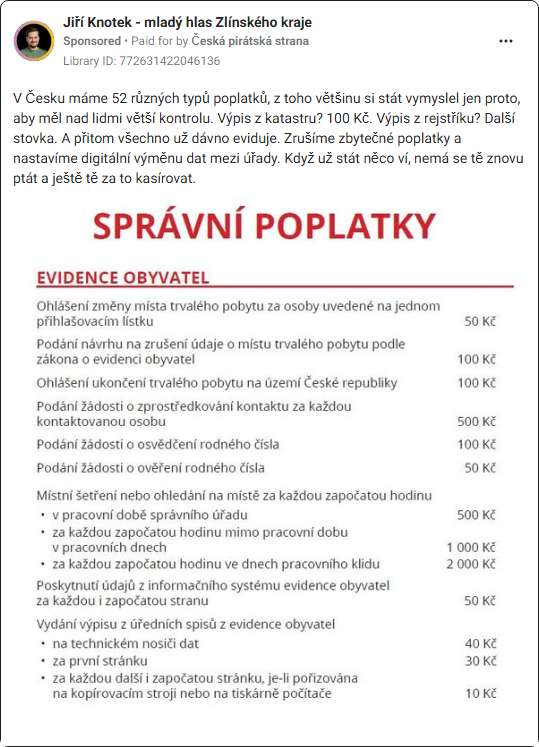 Jiří Knotek - mladý hlas Zlínského kraje
Sponsored • Paid for by Česká pirátská strana
Library ID: 772631422046136
V Česku máme 52 různých typů poplatků, z toho většinu si stát vymyslel jen proto,
aby měl nad lidmi větší kontrolu. Výpis z katastru? 100 Kč. Výpis z rejstříku? Další
stovka. A přitom všechno už dávno eviduje. Zrušíme zbytečné poplatky a
nastavíme digitální výměnu dat mezi úřady. Když už stát něco ví, nemá se tě znovu
ptát a ještě tě za to kasírovat.
SPRÁVNÍ POPLATKY
EVIDENCE OBYVATEL
Ohlášení změny místa trvalého pobytu za osoby uvedené na jednom
přihlašovacím lístku 50 Kč
Podání návrhu na zrušení údaje o místu trvalého pobytu podle
zákona o evidenci obyvatel 100 Kč
Ohlášení ukončení trvalého pobytu na území České republiky 100 Kč
Podání žádosti o zprostředkování kontaktu za každou
kontaktovanou osobu 500 Kč
Podání žádosti o osvědčení rodného čísla 100 Kč
Podání žádosti o ověření rodného čísla 50 Kč
Místní šetření nebo ohledání na místě za každou započatou hodinu
• v pracovní době správního úřadu 500 Kč
• za každou započatou hodinu mimo pracovní dobu
v pracovních dnech 1 000 Kč
• za každou započatou hodinu ve dnech pracovního klidu 2 000 Kč
Poskytnutí údajů z informačního systému evidence obyvatel
za každou i započatou stranu 50 Kč
Vydání výpisu z úředních spisů z evidence obyvatel
• na technickém nosiči dat 40 Kč
• za první stránku 30 Kč
• za každou další i započatou stránku, je-li pořizována
na kopírovacím stroji nebo na tiskárně počítače 10 Kč